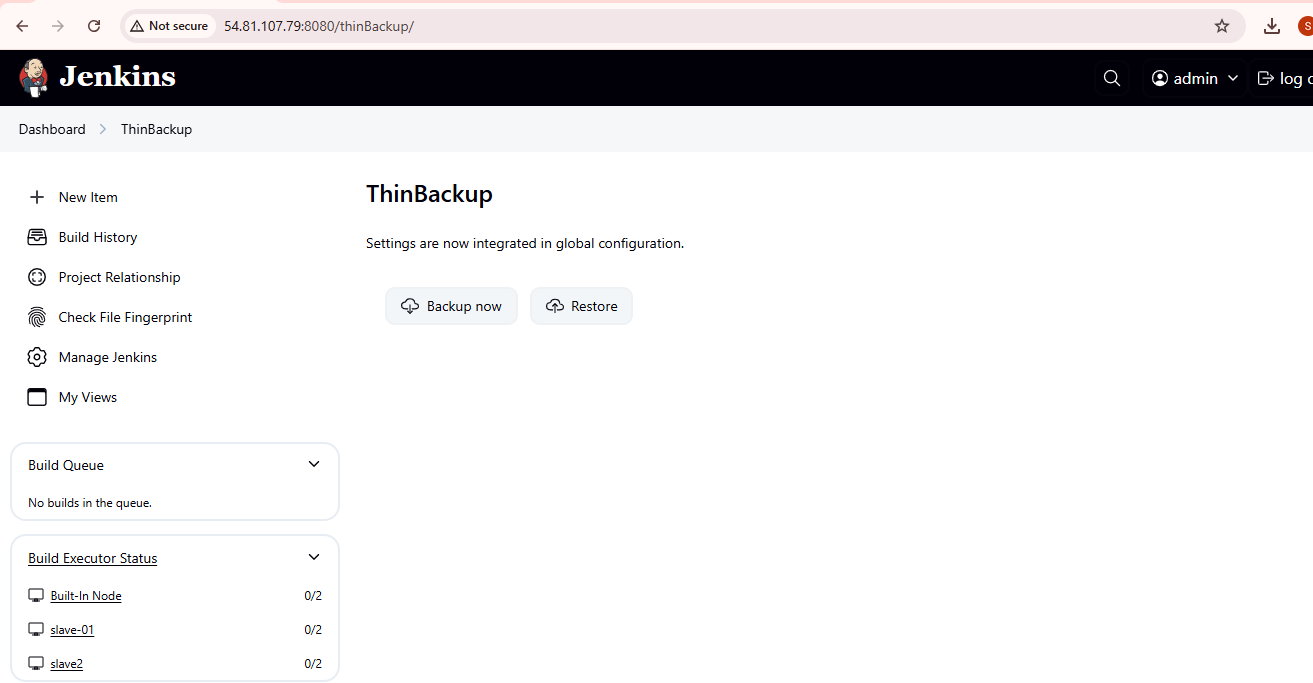 Not secure 54.81.107.79:8080/thinBackup/ S
Jenkins admin log
Dashboard ThinBackup
New Item
Build History
Project Relationship
Check File Fingerprint
Manage Jenkins
My Views
Build Queue
No builds in the queue.
Build Executor Status
Built-In Node 0/2
slave-01 0/2
slave2 0/2
ThinBackup
Settings are now integrated in global configuration.
Backup now Restore